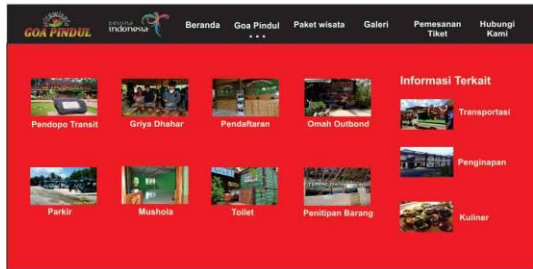 GOA PINDUL
pesona
indonesia
Beranda
Goa Pindul
Paket wisata
Galeri
Pemesanan
Tiket
Hubungi
Kami
Informasi Terkait
Pendopo Transit
Griya Dhahar
Pendaftaran
Omah Outbond
Transportasi
Penginapan
Parkir
Mushola
Toilet
Penitipan Barang
Kuliner